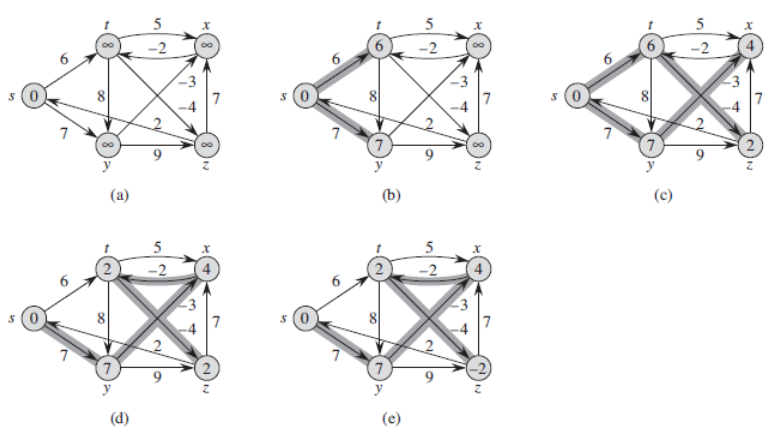 t 5 x
∞ −2 ∞
6
−3
s 0 8 −4 7
7 2
∞ 9 ∞
y z
(a)
t 5 x
6 −2 ∞
6
−3
s 0 8 −4 7
7 2
7 9 ∞
y z
(b)
t 5 x
6 −2 4
6
−3
s 0 8 −4 7
7 2
7 9 2
y z
(c)
t 5 x
2 −2 4
6
−3
s 0 8 −4 7
7 2
7 9 2
y z
(d)
t 5 x
2 −2 4
6
−3
s 0 8 −4 7
7 2
7 9 −2
y z
(e)